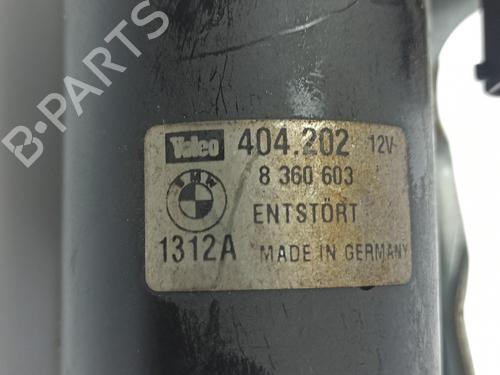 Valeo 404.202 12V-
BMW 8 360 603
ENTSTÖRT
1312A MADE IN GERMANY
B-PARTS